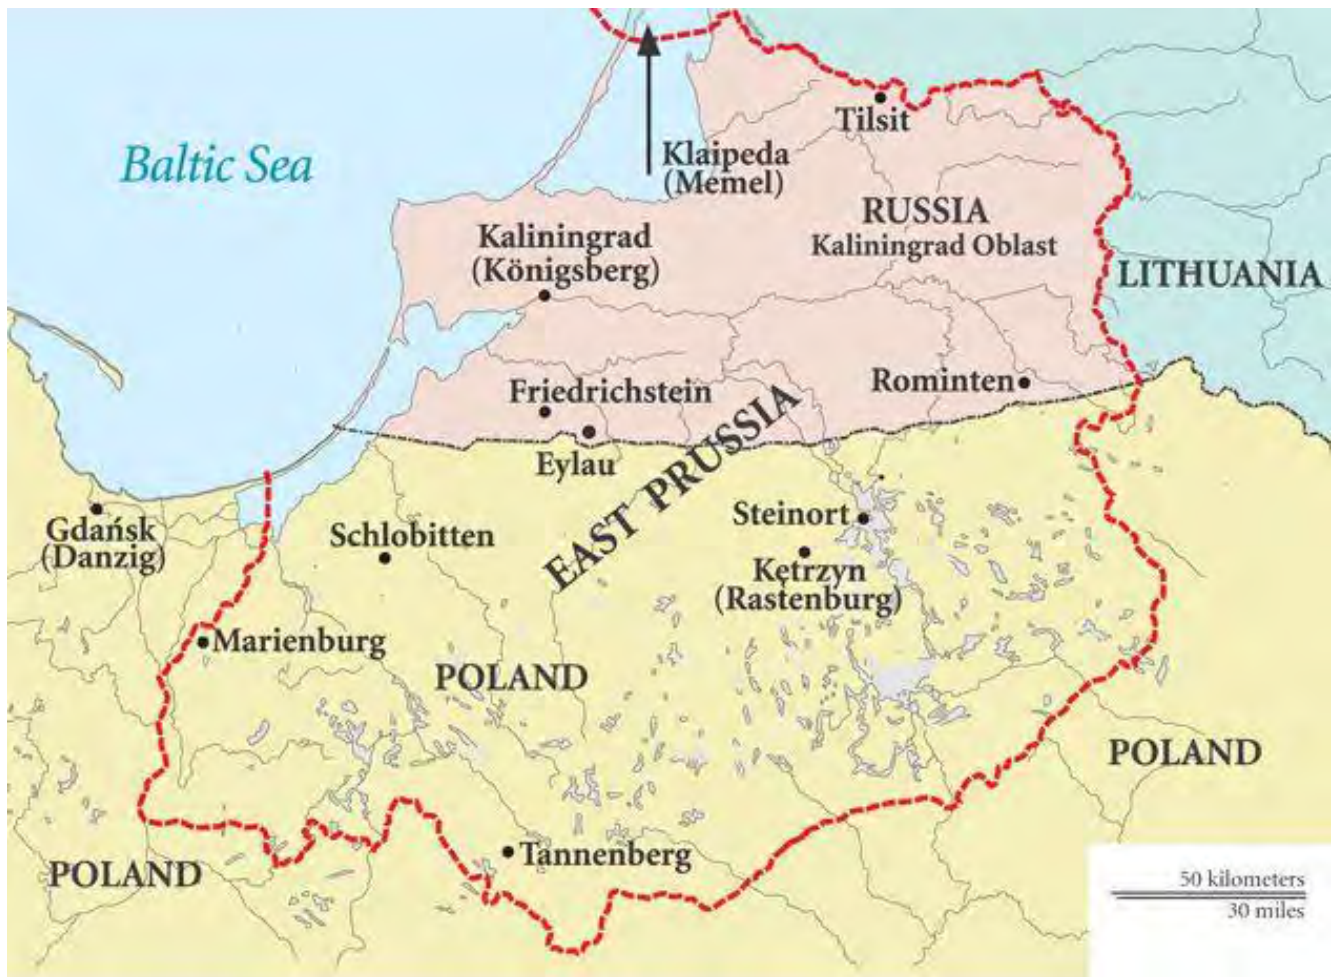 Tilsit
Klaipeda
(Memel)
Baltic Sea
RUSSIA
Kaliningrad Oblast
Kaliningrad
(Königsberg)
LITHUANIA
Friedrichstein
Rominten
Eylau
EAST PRUSSIA
Gdańsk
(Danzig)
Schlobitten
Steinort
Kętrzyn
(Rastenburg)
Marienburg
POLAND
POLAND
Tannenberg
POLAND
50 kilometers
30 miles